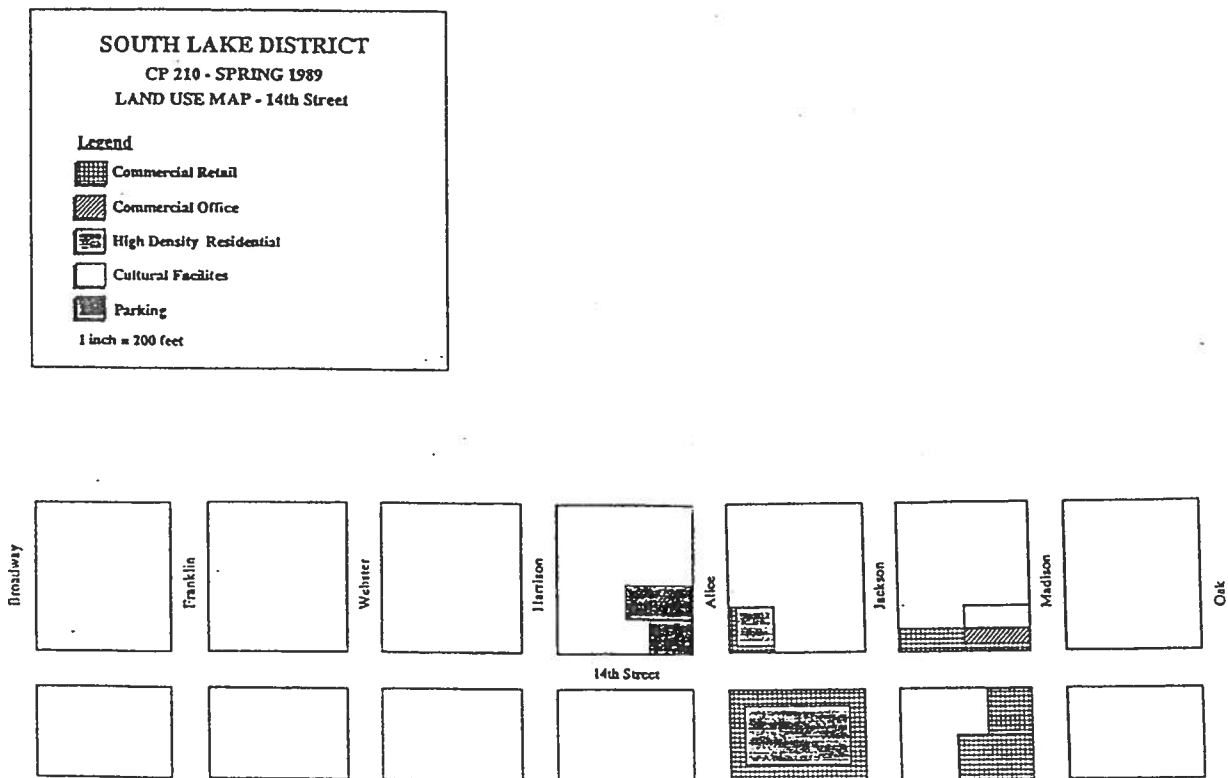 SOUTH LAKE DISTRICT
CP 210 - SPRING 1989
LAND USE MAP - 14th Street
Legend
Commercial Retail
Commercial Office
High Density Residential
Cultural Facilites
Parking
1 inch = 200 feet
Broadway
Franklin
Webster
Harrison
Alice
Jackson
Madison
Oak
14th Street